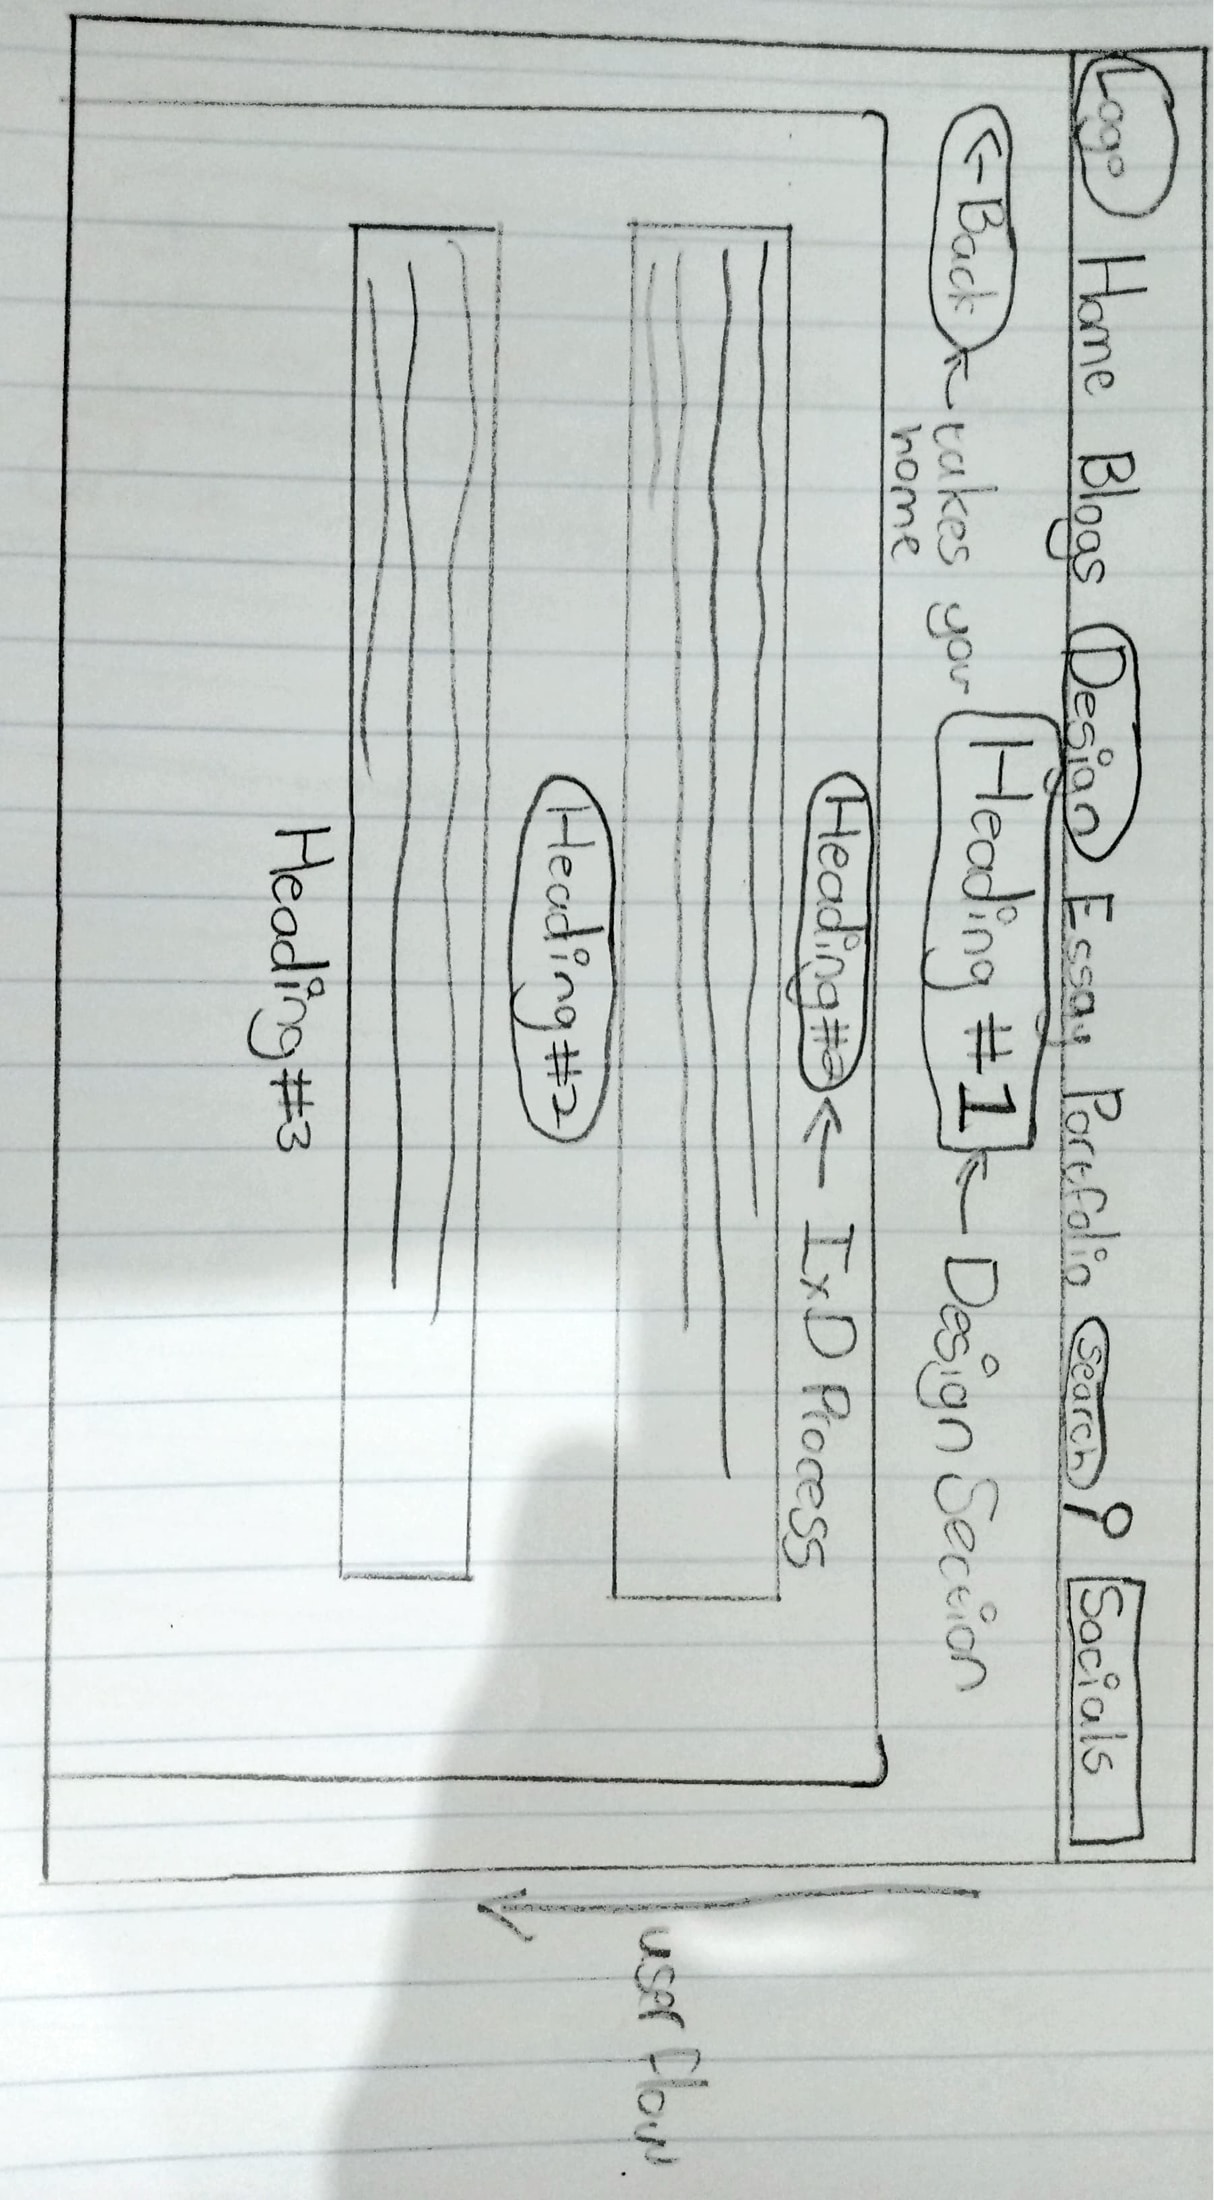 Logo Home Blogs Design Essay Portfolio Search Socials
← Back ← takes you
home
Heading #1 ← Design Section
Heading #2 ← IxD Process
Heading #2
Heading #3
user flow